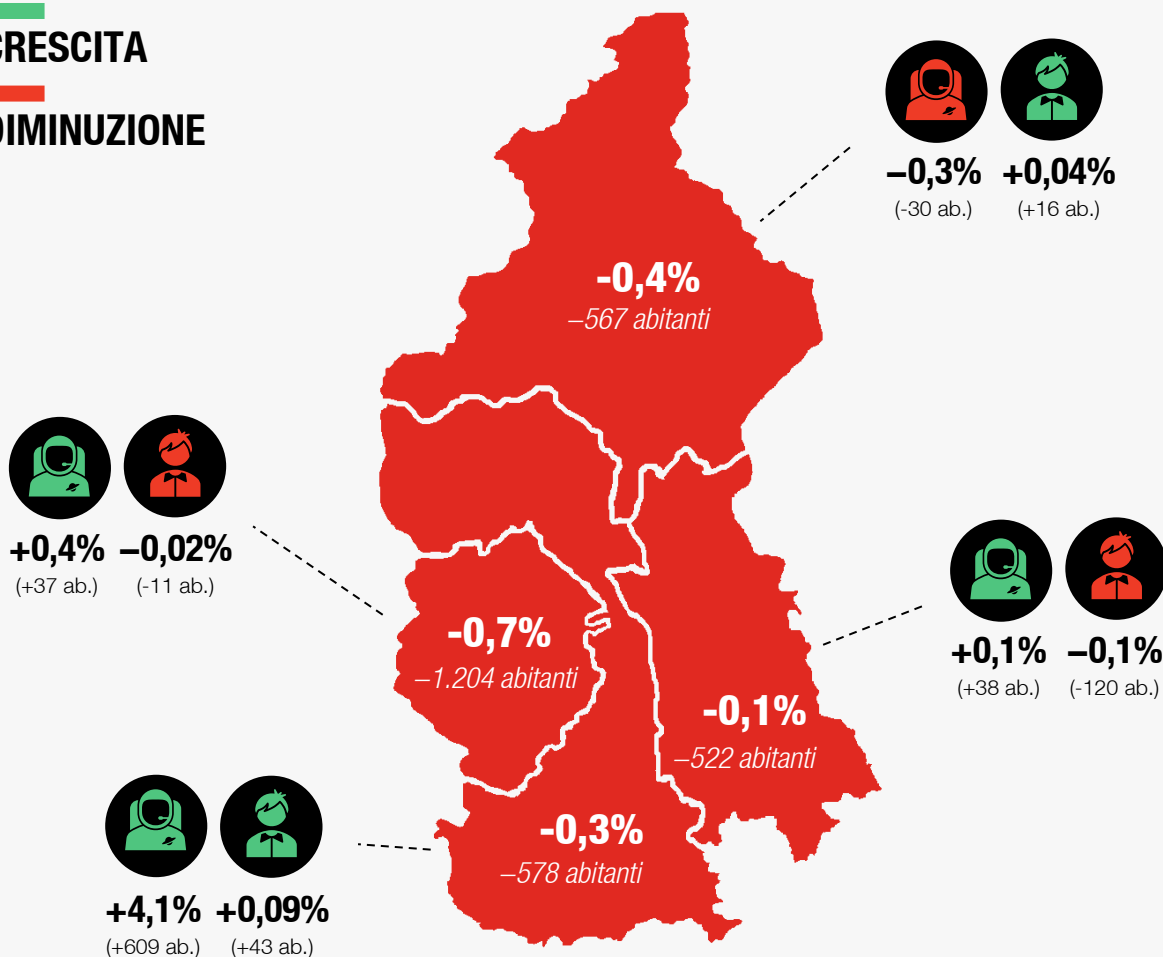 CRESCITA
DIMINUZIONE
–0,3% +0,04%
(-30 ab.) (+16 ab.)
-0,4%
–567 abitanti
+0,4% –0,02%
(+37 ab.) (-11 ab.)
-0,7%
–1.204 abitanti
+0,1% –0,1%
(+38 ab.) (-120 ab.)
-0,1%
–522 abitanti
-0,3%
–578 abitanti
+4,1% +0,09%
(+609 ab.) (+43 ab.)